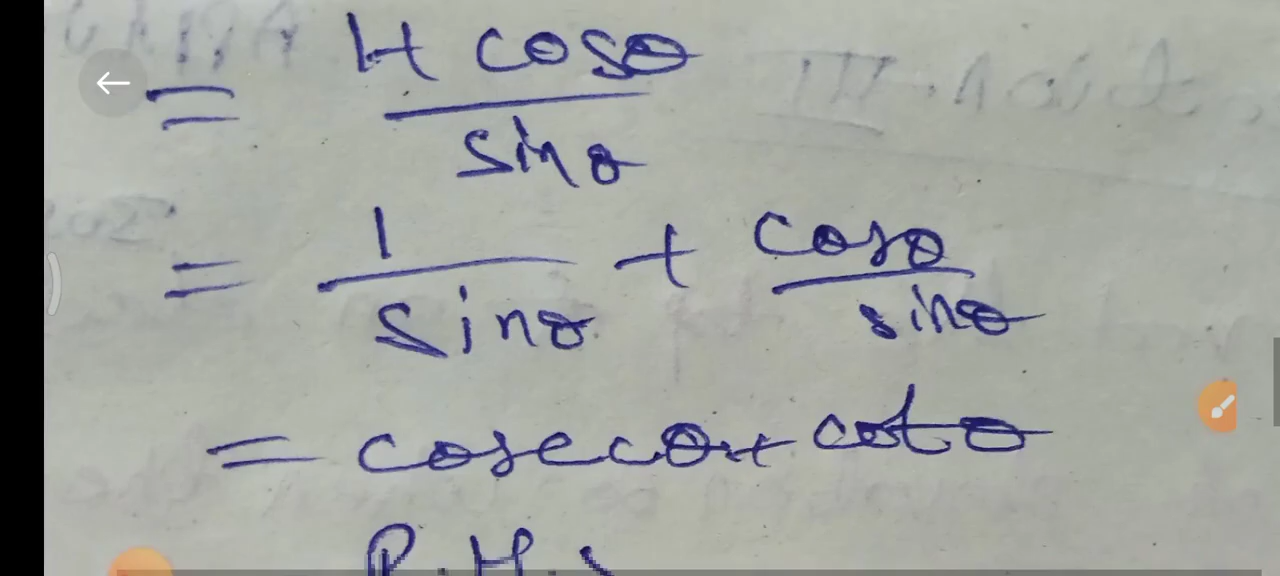 = 1+cosθ / sinθ
= 1/sinθ + cosθ/sinθ
= cosecθ + cotθ
R.H.S